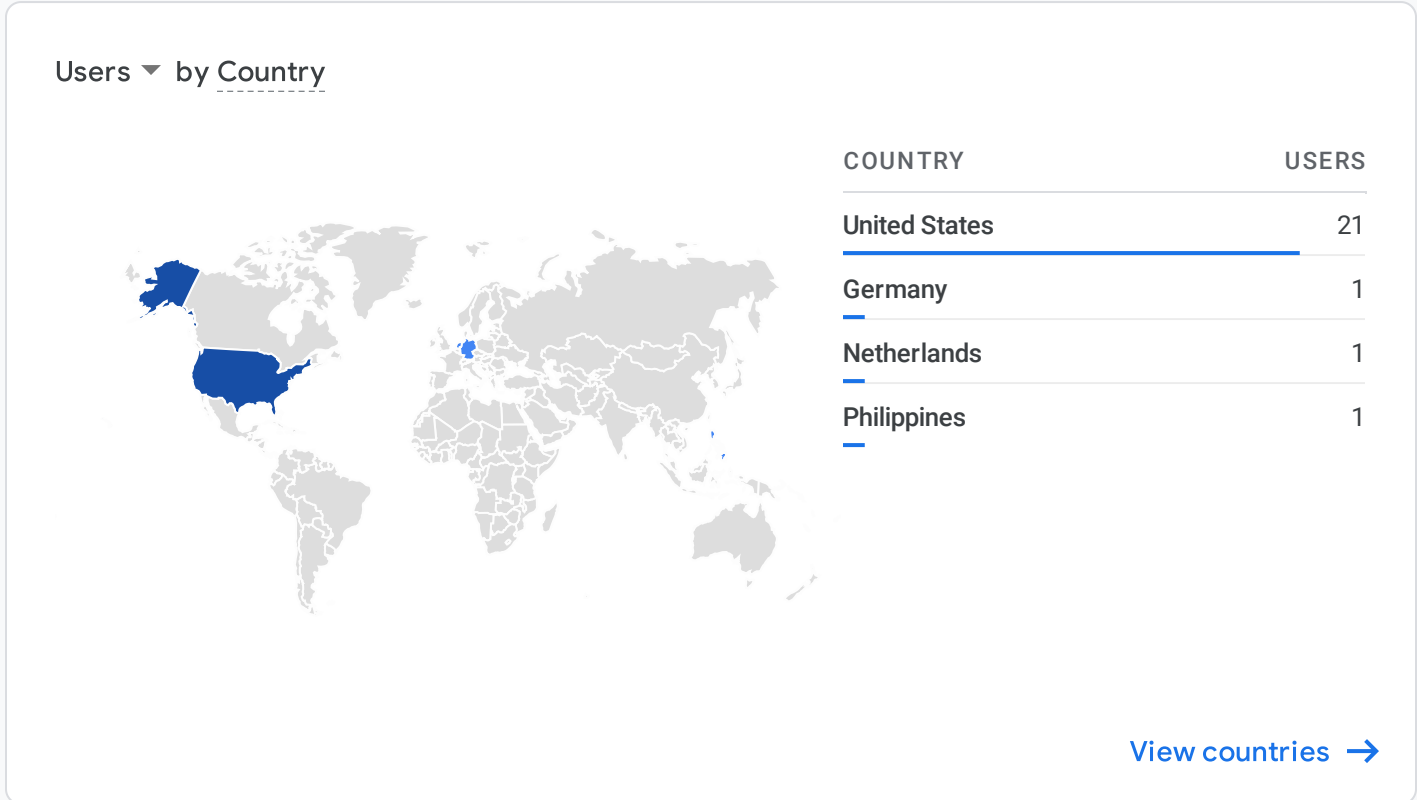 Users by Country
COUNTRY USERS
United States 21
Germany 1
Netherlands 1
Philippines 1
View countries